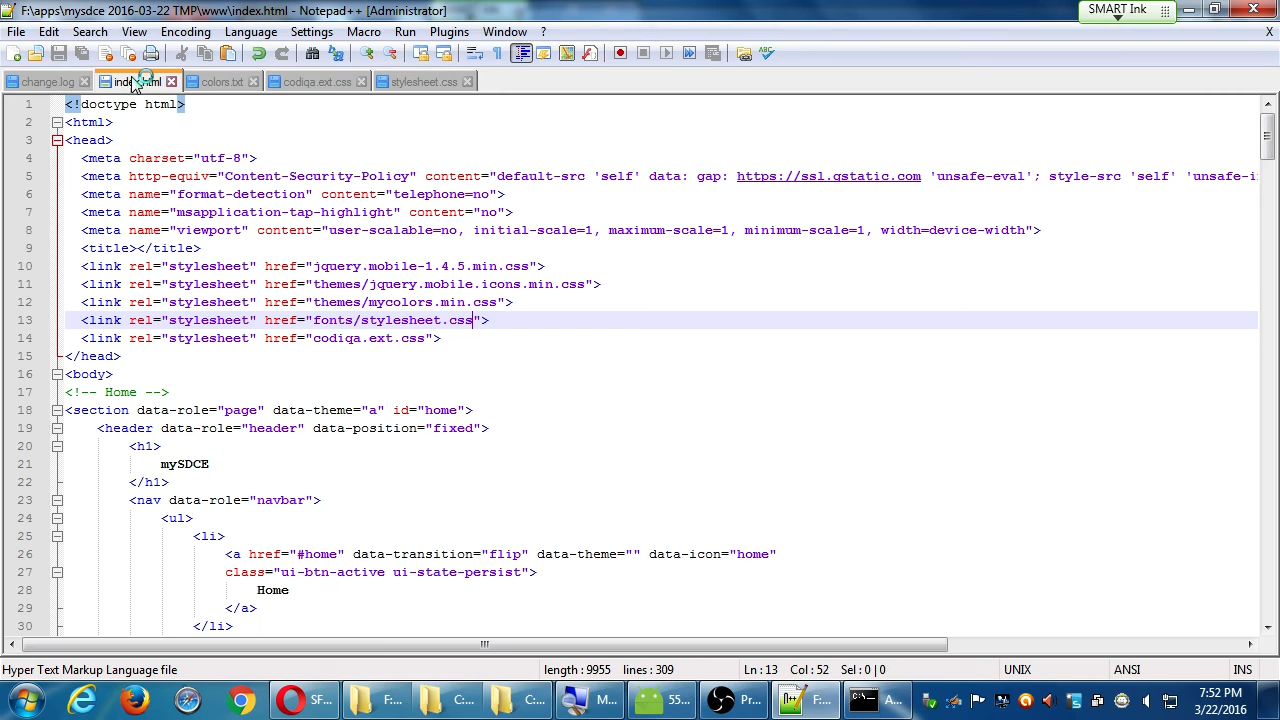 F:\apps\mysdce 2016-03-22 TMP\www\index.html - Notepad++ [Administrator]
SMART Ink
File Edit Search View Encoding Language Settings Macro Run Plugins Window ? X
change.log index.html colors.txt codiqa.ext.css stylesheet.css
1 <!doctype html>
2 <html>
3 <head>
4 <meta charset="utf-8">
5 <meta http-equiv="Content-Security-Policy" content="default-src 'self' data: gap: https://ssl.gstatic.com 'unsafe-eval'; style-src 'self' 'unsafe-i
6 <meta name="format-detection" content="telephone=no">
7 <meta name="msapplication-tap-highlight" content="no">
8 <meta name="viewport" content="user-scalable=no, initial-scale=1, maximum-scale=1, minimum-scale=1, width=device-width">
9 <title></title>
10 <link rel="stylesheet" href="jquery.mobile-1.4.5.min.css">
11 <link rel="stylesheet" href="themes/jquery.mobile.icons.min.css">
12 <link rel="stylesheet" href="themes/mycolors.min.css">
13 <link rel="stylesheet" href="fonts/stylesheet.css">
14 <link rel="stylesheet" href="codiqa.ext.css">
15 </head>
16 <body>
17 <!-- Home -->
18 <section data-role="page" data-theme="a" id="home">
19 <header data-role="header" data-position="fixed">
20 <h1>
21 mySDCE
22 </h1>
23 <nav data-role="navbar">
24 <ul>
25 <li>
26 <a href="#home" data-transition="flip" data-theme="" data-icon="home"
27 class="ui-btn-active ui-state-persist">
28 Home
29 </a>
30 </li>
Hyper Text Markup Language file length : 9955 lines : 309 Ln : 13 Col : 52 Sel : 0 | 0 UNIX ANSI INS
SF... F:... C:... C:... M... 55... Pr... F:... A...
7:52 PM
3/22/2016